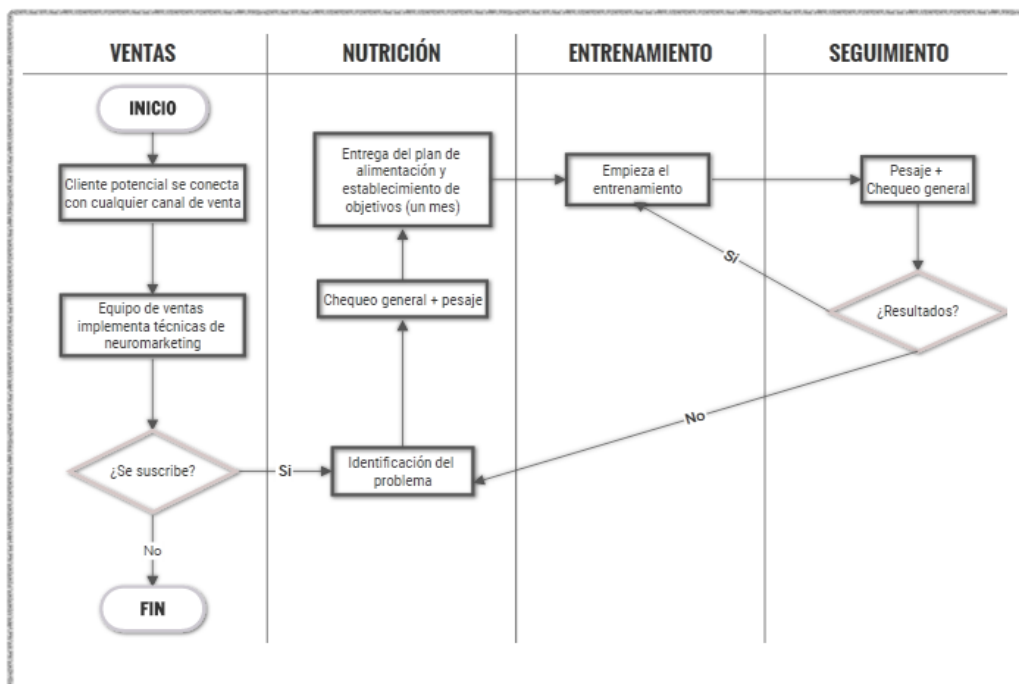 VENTAS
NUTRICIÓN
ENTRENAMIENTO
SEGUIMIENTO
INICIO
Cliente potencial se conecta
con cualquier canal de venta
Equipo de ventas
implementa técnicas de
neuromarketing
¿Se suscribe?
Si
No
FIN
Entrega del plan de
alimentación y
establecimiento de
objetivos (un mes)
Chequeo general + pesaje
Identificación del
problema
Empieza el
entrenamiento
Pesaje +
Chequeo general
¿Resultados?
Si
No